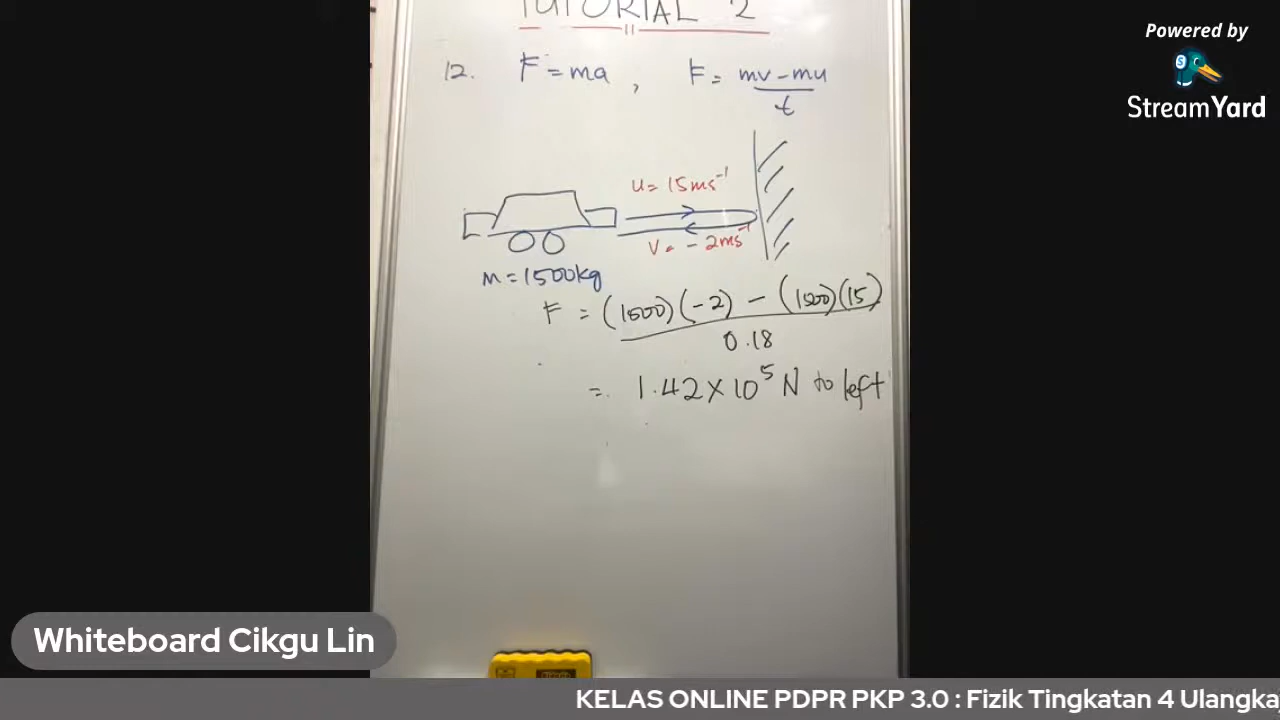 TUTORIAL 2
Powered by
StreamYard
12. F = ma , F = mv - mu
t
u = 15ms⁻¹
v = - 2ms⁻¹
m = 1500kg
F = (1500)(-2) - (1500)(15)
0.18
= 1.42 x 10⁵ N to left
Whiteboard Cikgu Lin
KELAS ONLINE PDPR PKP 3.0 : Fizik Tingkatan 4 Ulangka